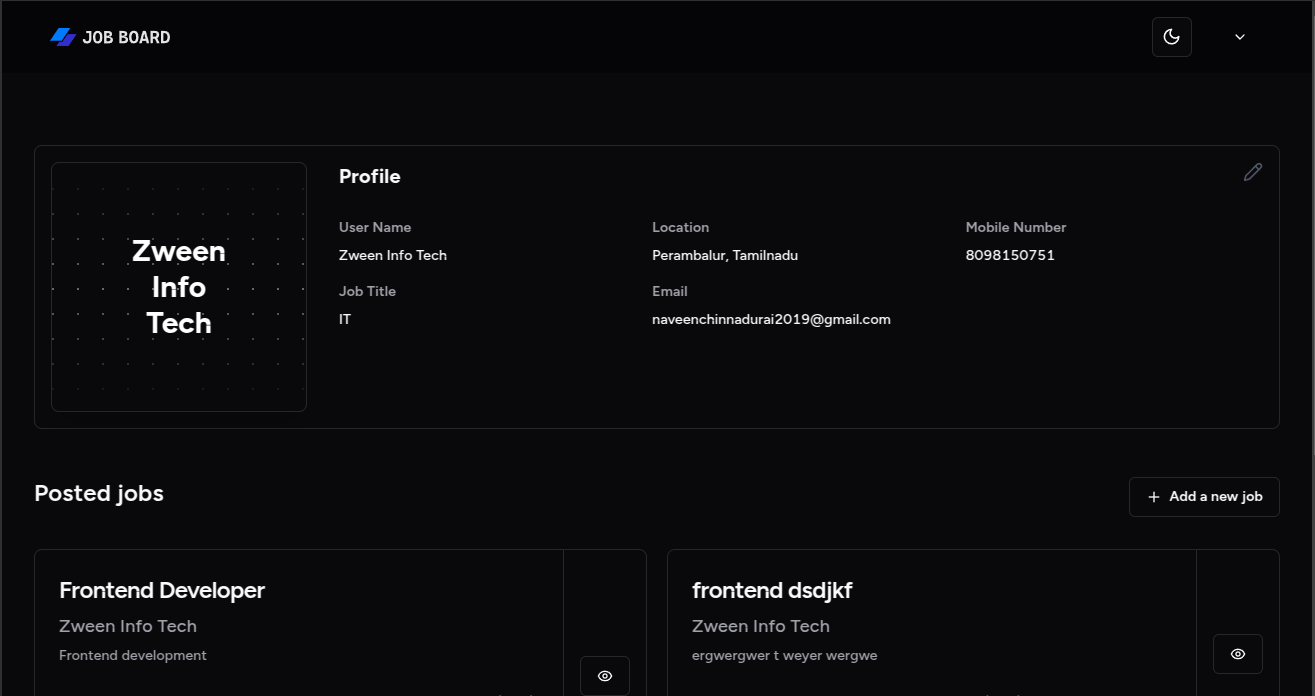 JOB BOARD
Zween
Info
Tech
Profile
User Name
Location
Mobile Number
Zween Info Tech
Perambalur, Tamilnadu
8098150751
Job Title
Email
IT
naveenchinnadurai2019@gmail.com
Posted jobs
Add a new job
Frontend Developer
Zween Info Tech
Frontend development
frontend dsdjkf
Zween Info Tech
ergwergwer t weyer wergwe